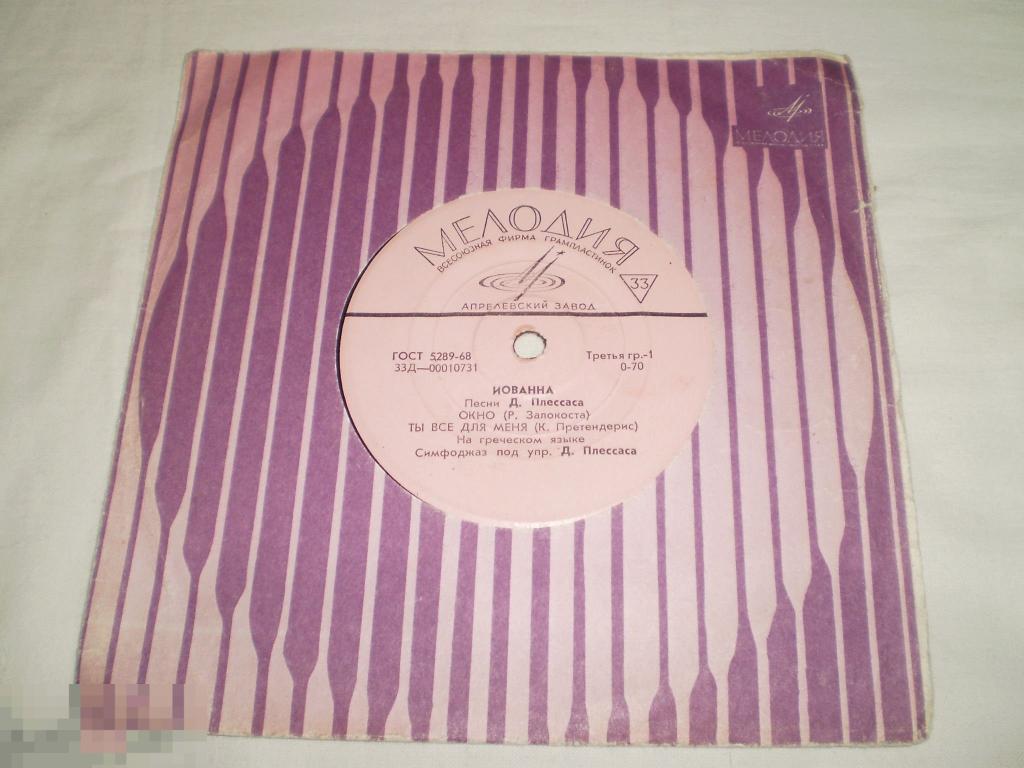 МЕЛОДИЯ
МЕЛОДИЯ
ВСЕСОЮЗНАЯ ФИРМА ГРАМПЛАСТИНОК
33
АПРЕЛЕВСКИЙ ЗАВОД
ГОСТ 5289-68 Третья гр.-1
33Д—00010731 0-70
ИОВАННА
Песни Д. Плессаса
ОКНО (Р. Залокоста)
ТЫ ВСЕ ДЛЯ МЕНЯ (К. Претендерис)
На греческом языке
Симфоджаз под упр. Д. Плессаса